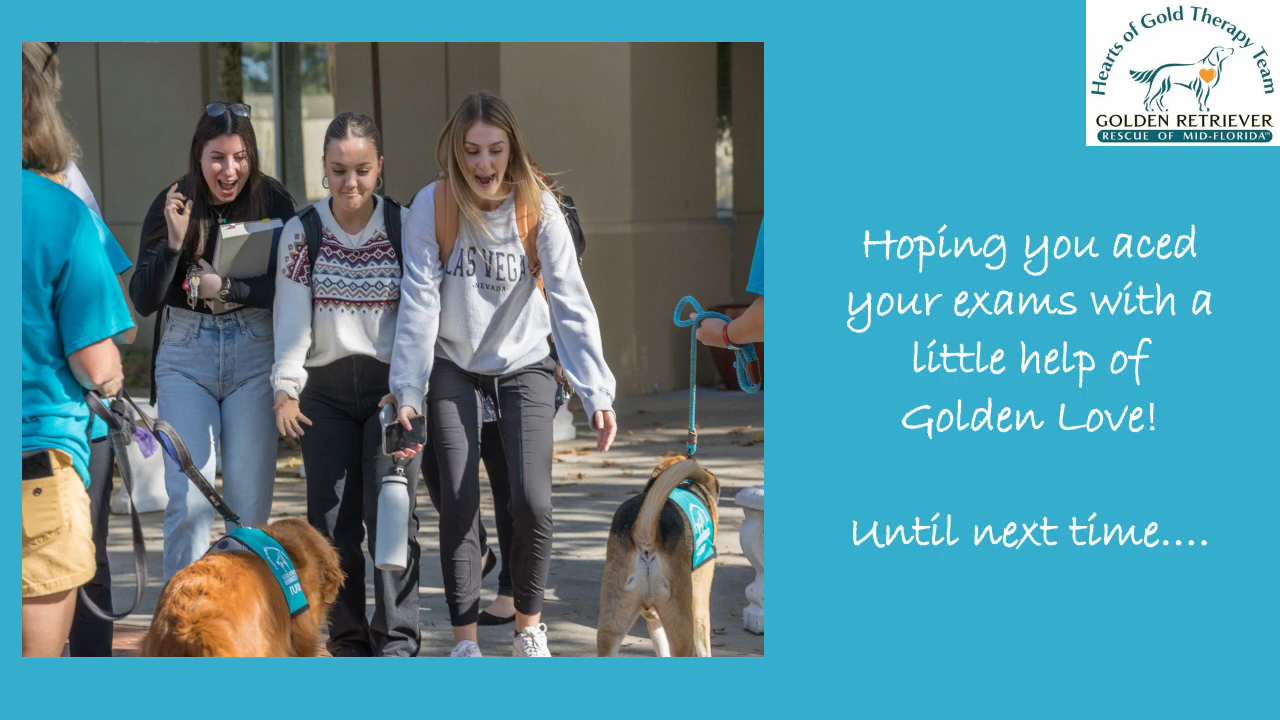 Hearts of Gold Therapy Team
GOLDEN RETRIEVER
RESCUE OF MID-FLORIDA
Hoping you aced
your exams with a
little help of
Golden Love!
Until next time....
LAS VEGA
NEVADA